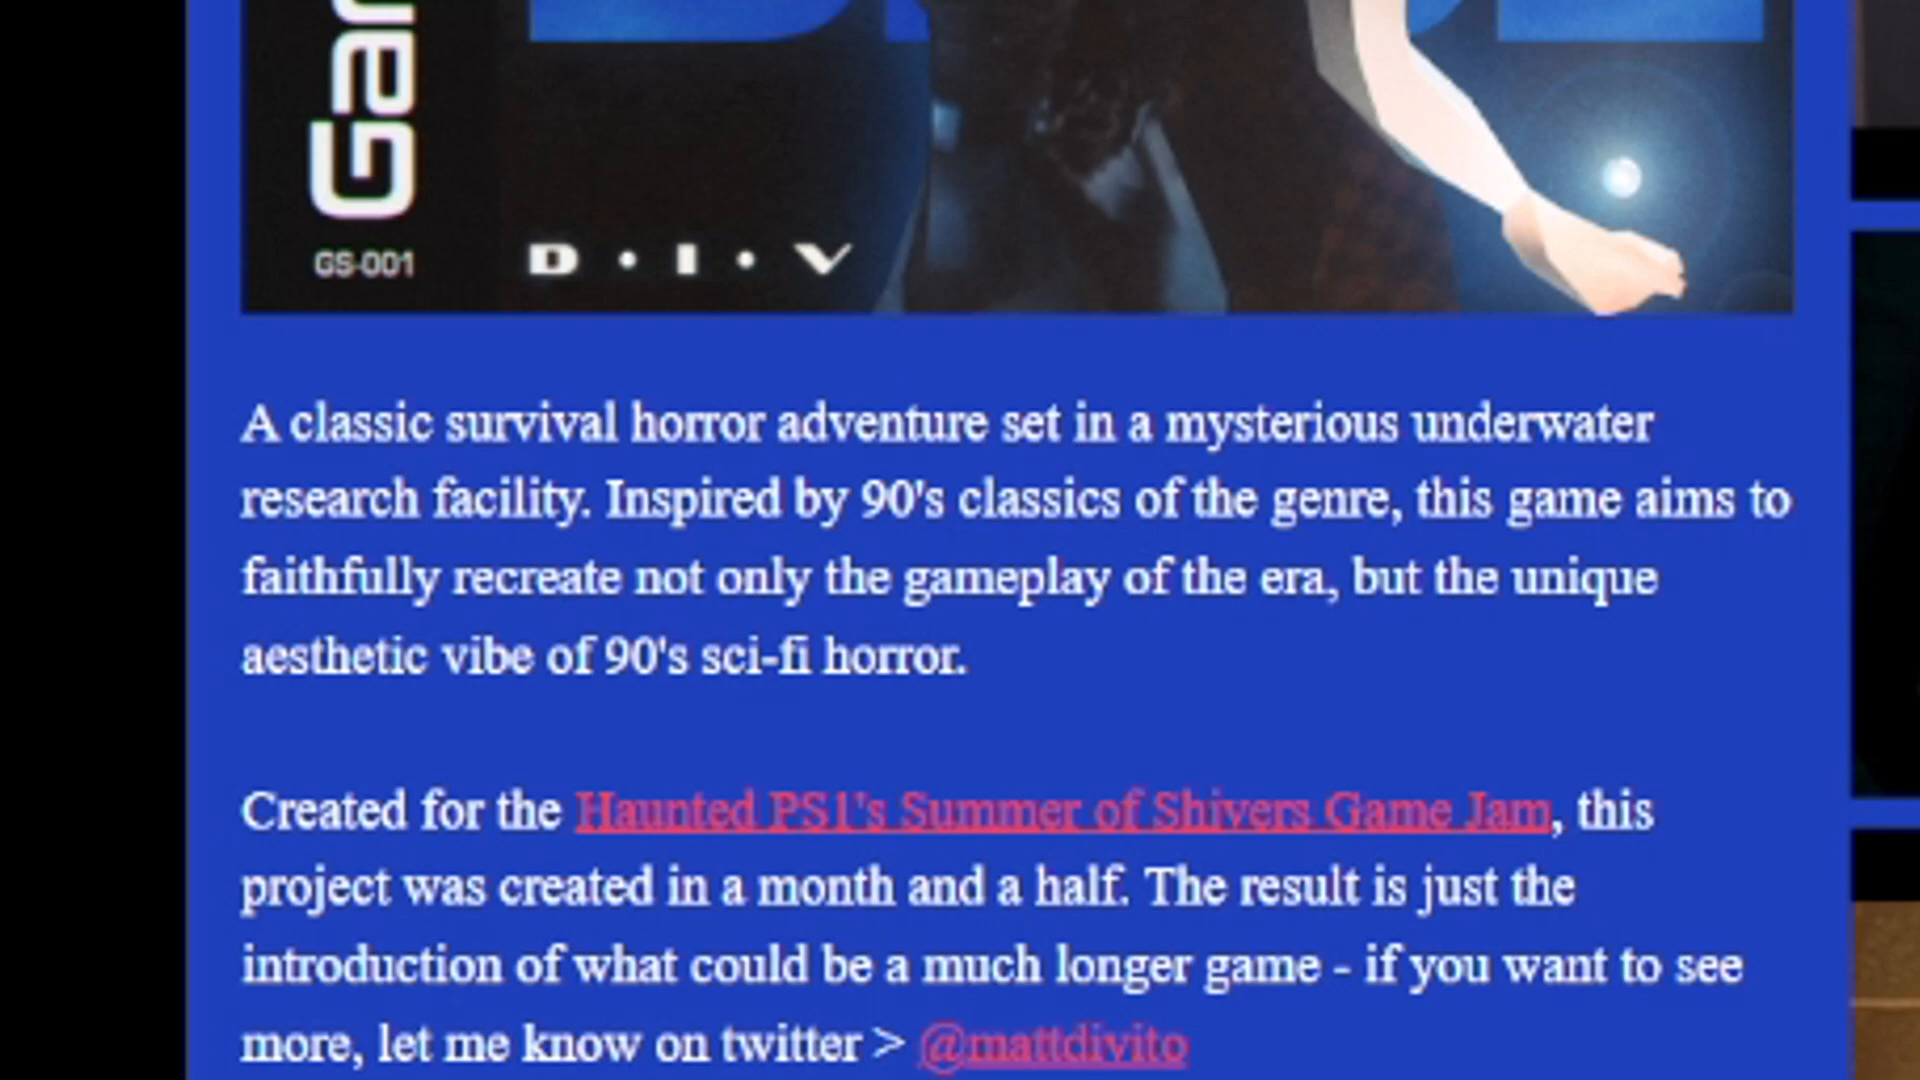 Gar
GS-001
D • I • V
A classic survival horror adventure set in a mysterious underwater
research facility. Inspired by 90's classics of the genre, this game aims to
faithfully recreate not only the gameplay of the era, but the unique
aesthetic vibe of 90's sci-fi horror.
Created for the Haunted PS1's Summer of Shivers Game Jam, this
project was created in a month and a half. The result is just the
introduction of what could be a much longer game - if you want to see
more, let me know on twitter > @mattdivito